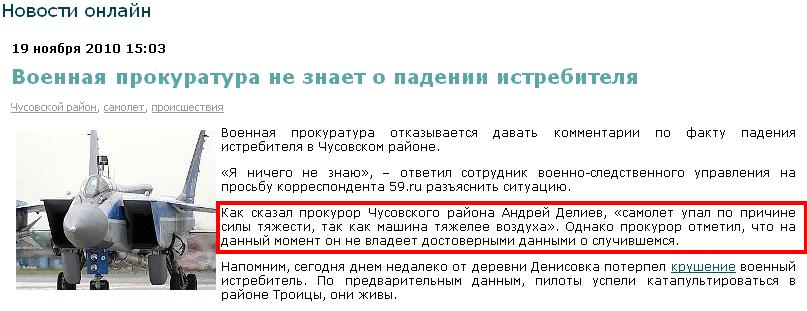 Новости онлайн
19 ноября 2010 15:03
Военная прокуратура не знает о падении истребителя
Чусовской район, самолет, происшествия
Военная прокуратура отказывается давать комментарии по факту падения
истребителя в Чусовском районе.
«Я ничего не знаю», – ответил сотрудник военно-следственного управления на
просьбу корреспондента 59.ru разъяснить ситуацию.
Как сказал прокурор Чусовского района Андрей Делиев, «самолет упал по причине
силы тяжести, так как машина тяжелее воздуха». Однако прокурор отметил, что на
данный момент он не владеет достоверными данными о случившемся.
Напомним, сегодня днем недалеко от деревни Денисовка потерпел крушение военный
истребитель. По предварительным данным, пилоты успели катапультироваться в
районе Троицы, они живы.